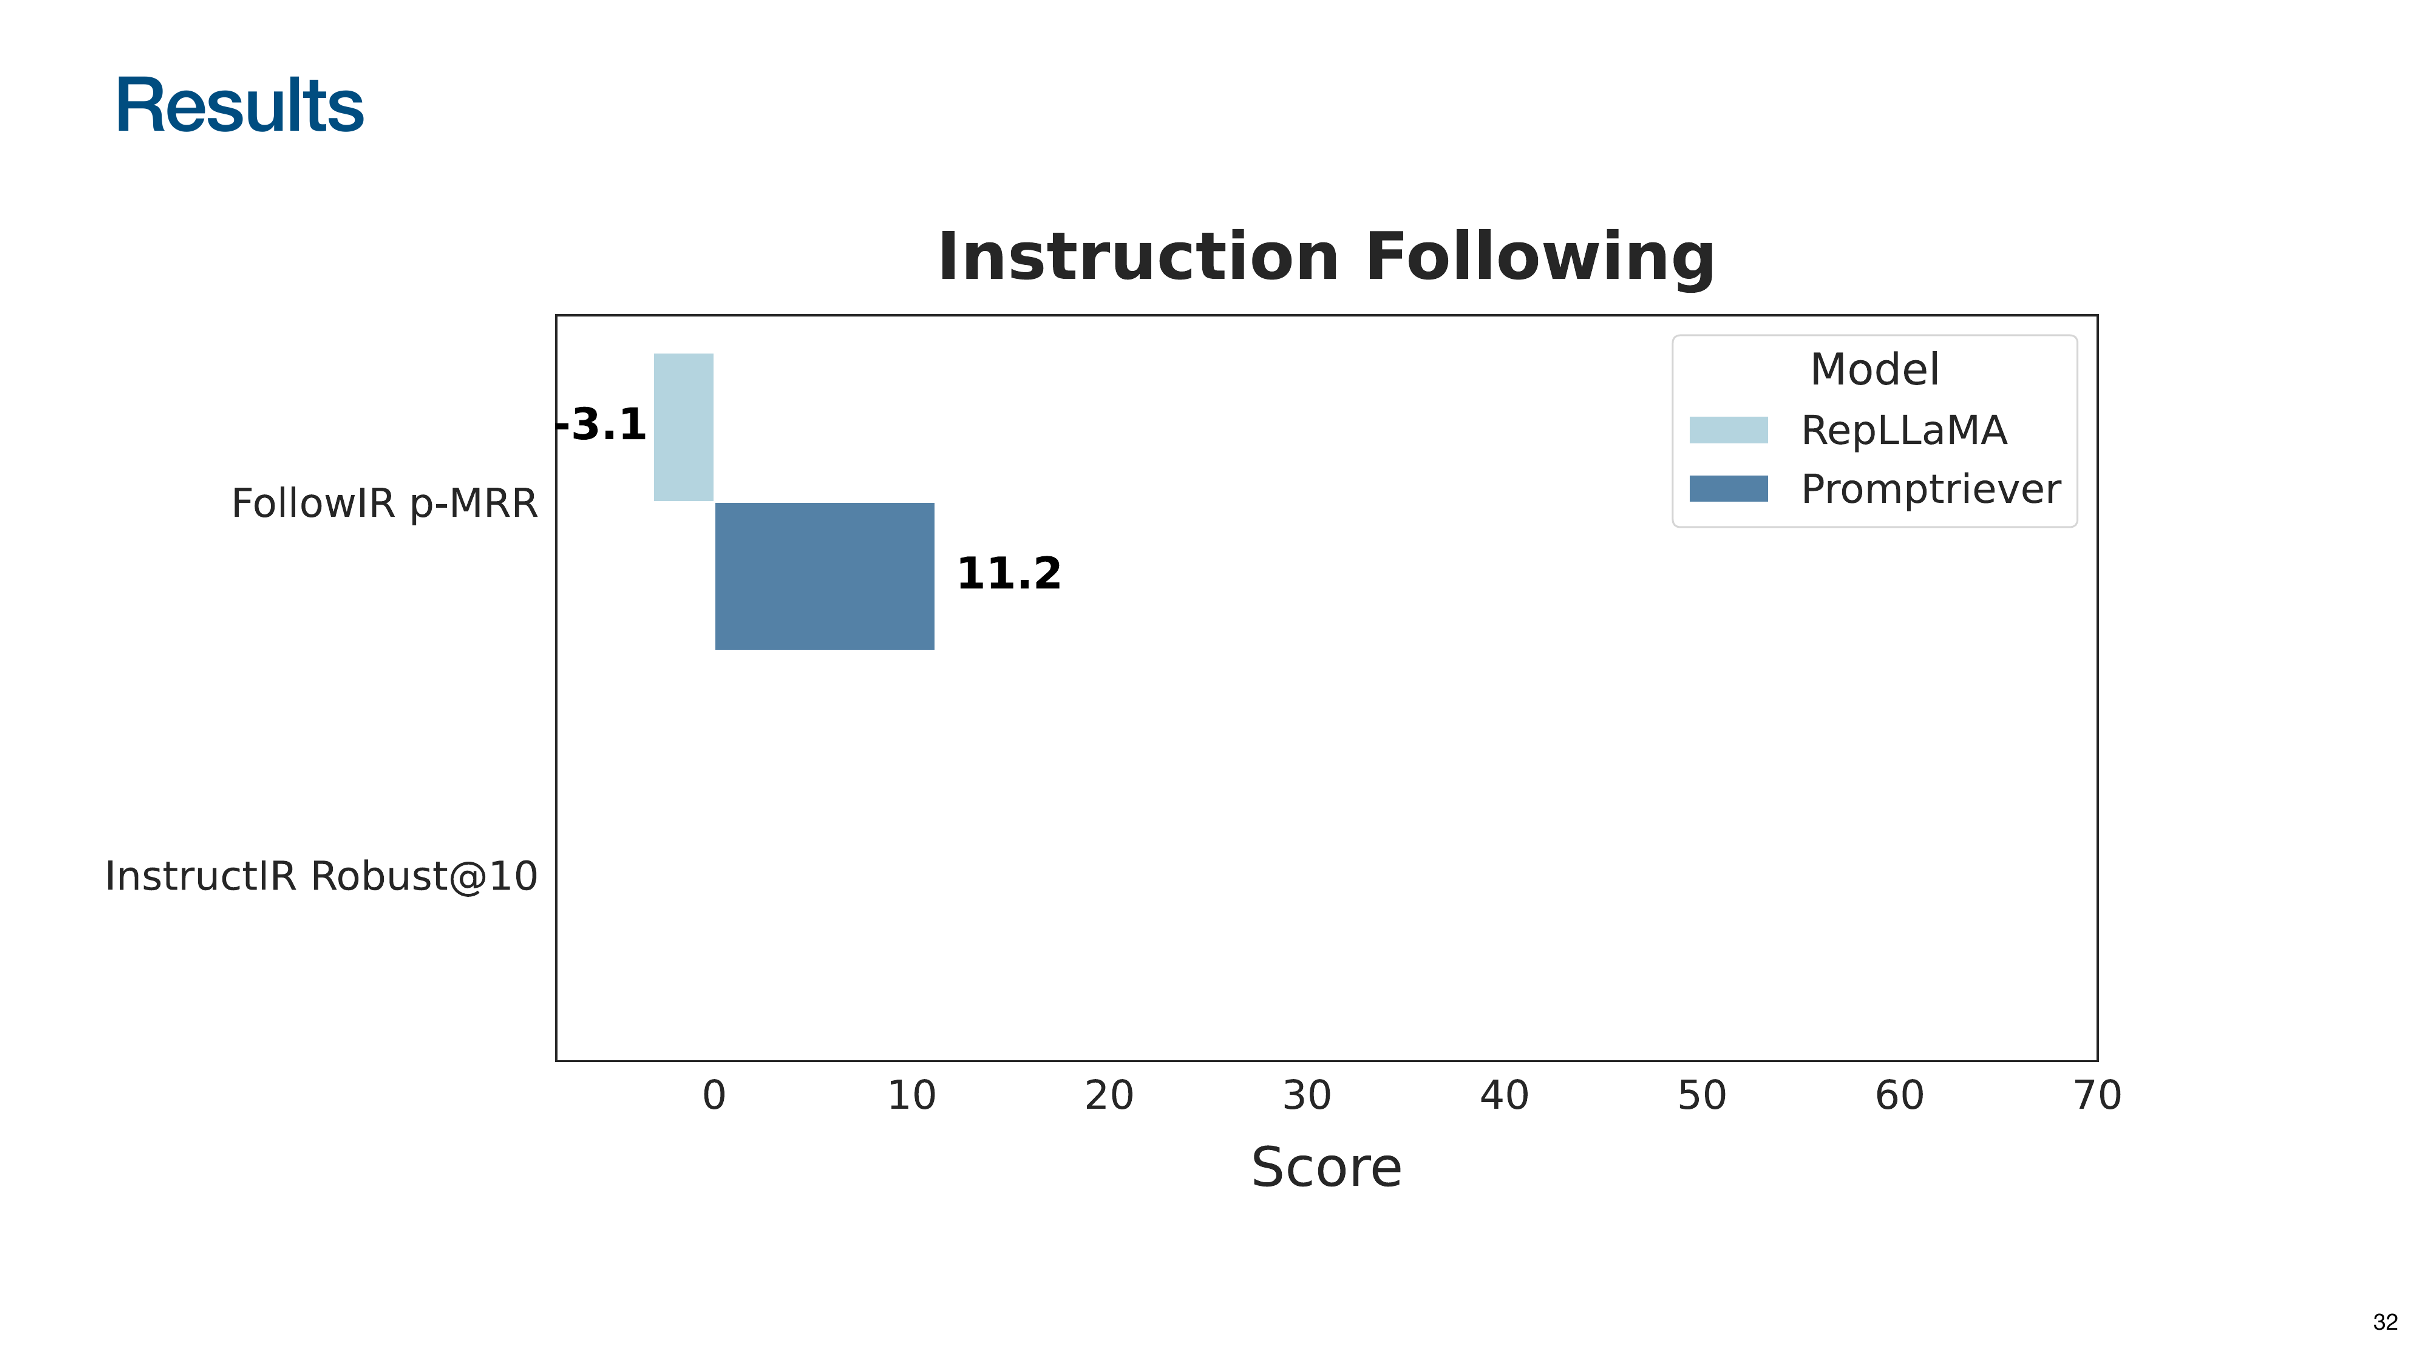 Results
Instruction Following
Model
RepLLaMA
Promptriever
-3.1
FollowIR p-MRR
11.2
InstructIR Robust@10
0 10 20 30 40 50 60 70
Score
32